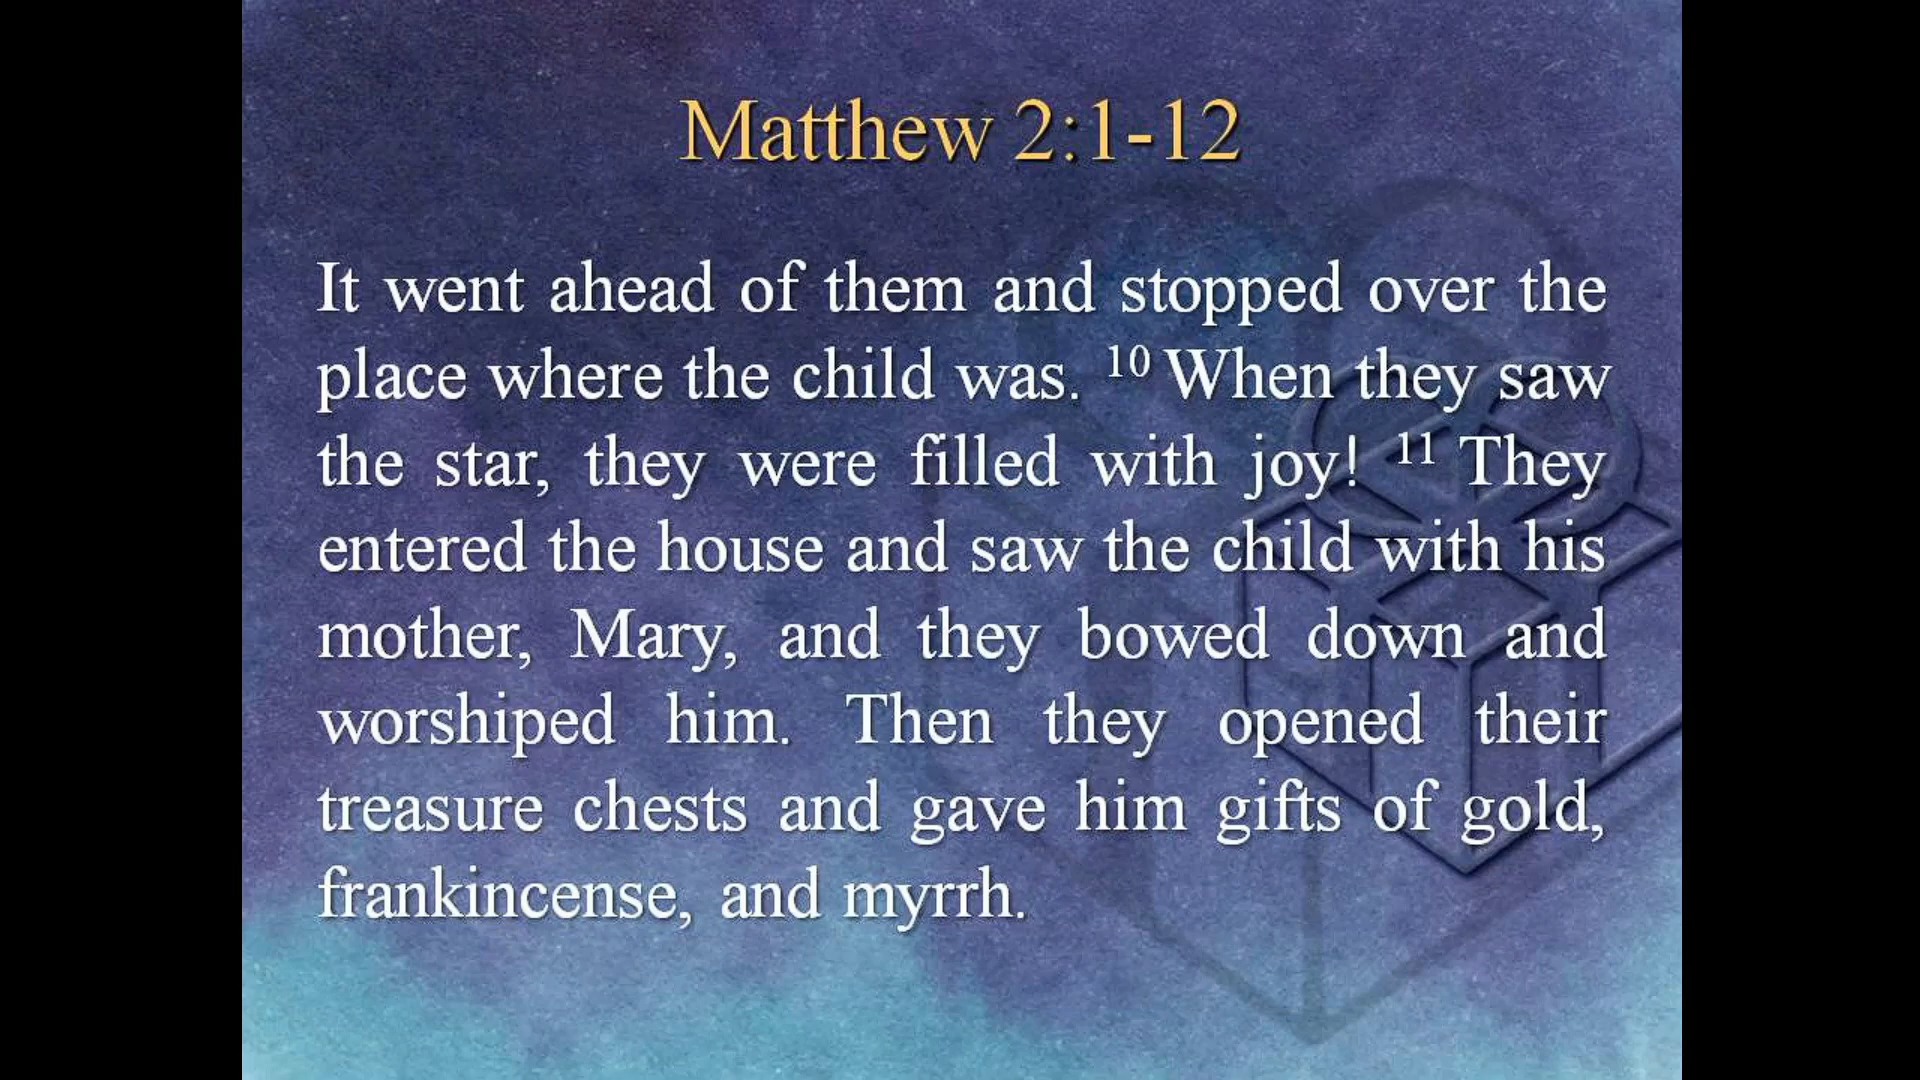 Matthew 2:1-12
It went ahead of them and stopped over the
place where the child was. ¹⁰ When they saw
the star, they were filled with joy! ¹¹ They
entered the house and saw the child with his
mother, Mary, and they bowed down and
worshiped him. Then they opened their
treasure chests and gave him gifts of gold,
frankincense, and myrrh.